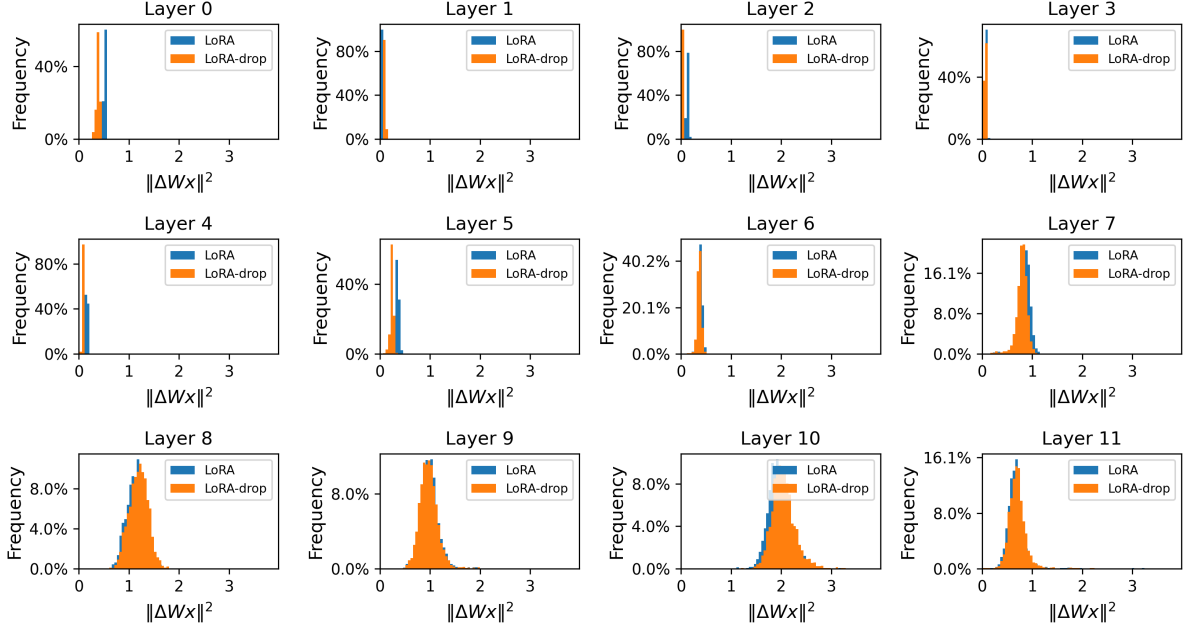 Layer 0
Frequency
40%
0%
LoRA
LoRA-drop
0 1 2 3
‖ΔWx‖²
Layer 1
Frequency
80%
40%
0%
LoRA
LoRA-drop
0 1 2 3
‖ΔWx‖²
Layer 2
Frequency
80%
40%
0%
LoRA
LoRA-drop
0 1 2 3
‖ΔWx‖²
Layer 3
Frequency
40%
0%
LoRA
LoRA-drop
0 1 2 3
‖ΔWx‖²
Layer 4
Frequency
80%
40%
0%
LoRA
LoRA-drop
0 1 2 3
‖ΔWx‖²
Layer 5
Frequency
40%
0%
LoRA
LoRA-drop
0 1 2 3
‖ΔWx‖²
Layer 6
Frequency
40.2%
20.1%
0.0%
LoRA
LoRA-drop
0 1 2 3
‖ΔWx‖²
Layer 7
Frequency
16.1%
8.0%
0.0%
LoRA
LoRA-drop
0 1 2 3
‖ΔWx‖²
Layer 8
Frequency
8.0%
4.0%
0.0%
LoRA
LoRA-drop
0 1 2 3
‖ΔWx‖²
Layer 9
Frequency
8.0%
0.0%
LoRA
LoRA-drop
0 1 2 3
‖ΔWx‖²
Layer 10
Frequency
8.0%
4.0%
0.0%
LoRA
LoRA-drop
0 1 2 3
‖ΔWx‖²
Layer 11
Frequency
16.1%
8.0%
0.0%
LoRA
LoRA-drop
0 1 2 3
‖ΔWx‖²